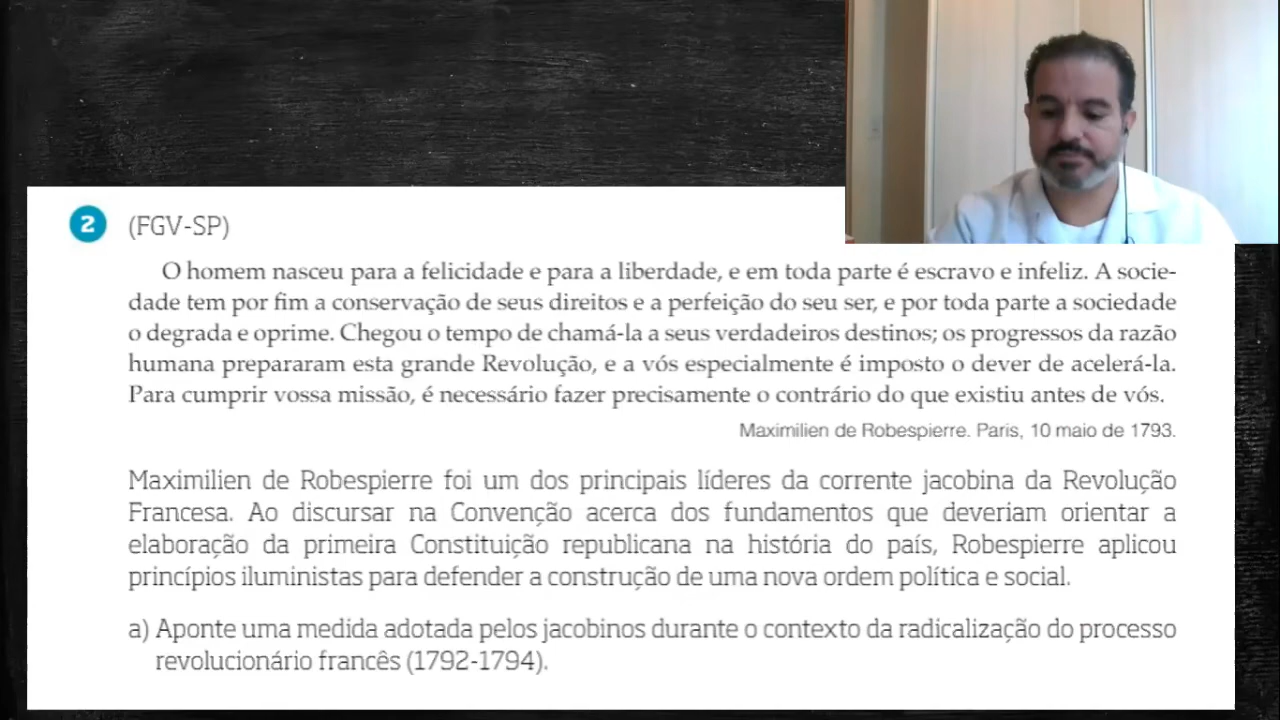 2 (FGV-SP)
O homem nasceu para a felicidade e para a liberdade, e em toda parte é escravo e infeliz. A socie-
dade tem por fim a conservação de seus direitos e a perfeição do seu ser, e por toda parte a sociedade
o degrada e oprime. Chegou o tempo de chamá-la a seus verdadeiros destinos; os progressos da razão
humana prepararam esta grande Revolução, e a vós especialmente é imposto o dever de acelerá-la.
Para cumprir vossa missão, é necessário fazer precisamente o contrário do que existiu antes de vós.
Maximilien de Robespierre. Paris, 10 maio de 1793.
Maximilien de Robespierre foi um dos principais líderes da corrente jacobina da Revolução
Francesa. Ao discursar na Convenção acerca dos fundamentos que deveriam orientar a
elaboração da primeira Constituição republicana na história do país, Robespierre aplicou
princípios iluministas para defender a construção de uma nova ordem política e social.
a) Aponte uma medida adotada pelos jacobinos durante o contexto da radicalização do processo
revolucionário francês (1792-1794).